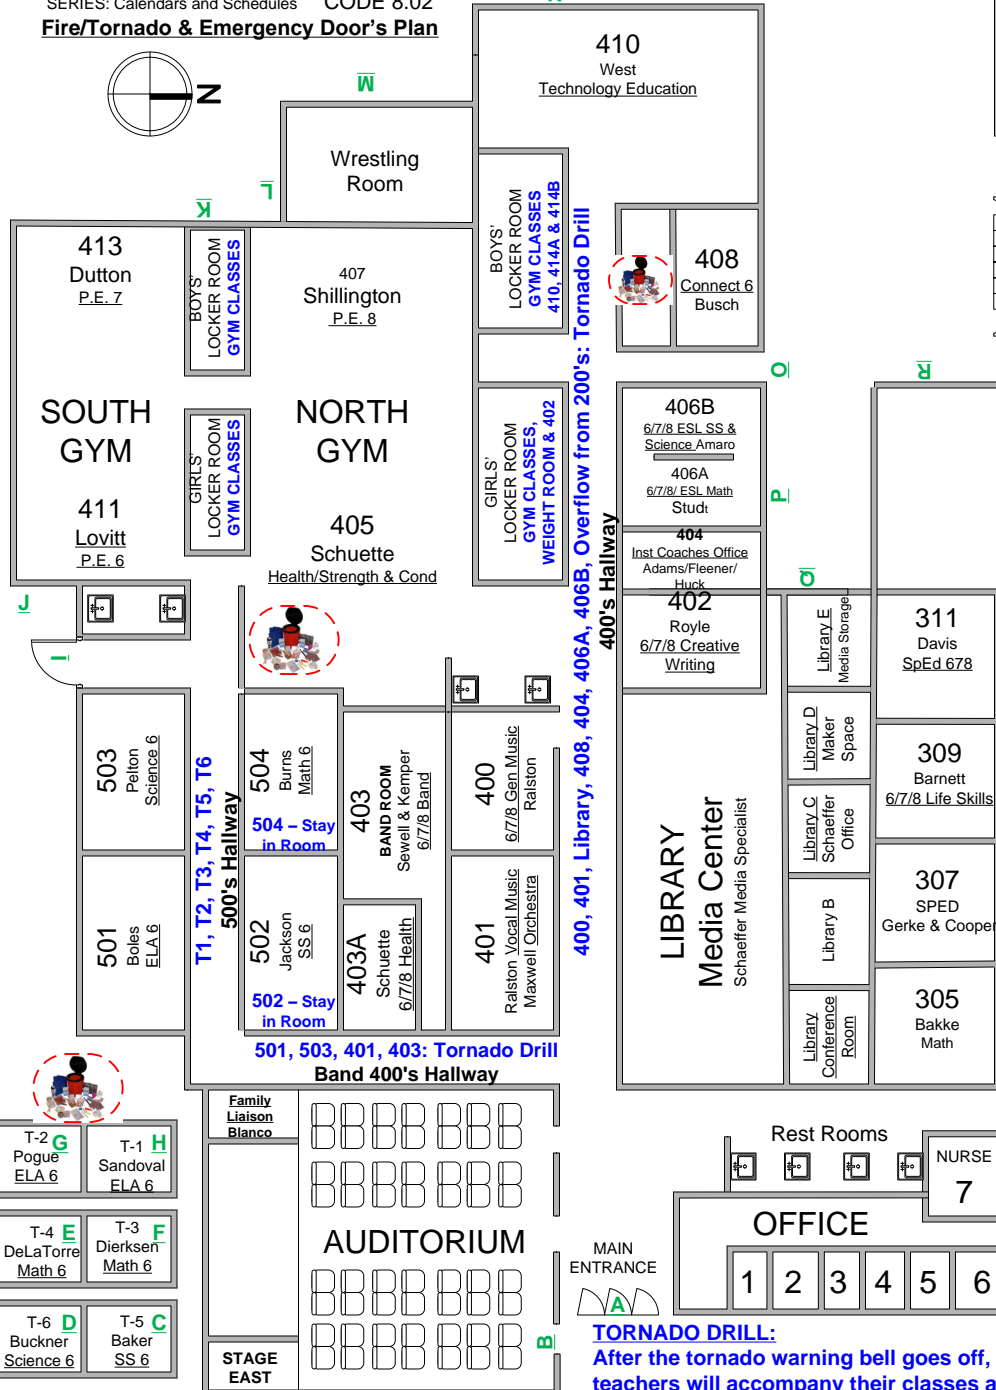 SERIES: Calendars and Schedules CODE 8.02
Fire/Tornado & Emergency Door's Plan
N
M
L
K
410
West
Technology Education
Wrestling
Room
BOYS'
LOCKER ROOM
GYM CLASSES
410, 414A & 414B
413
Dutton
P.E. 7
BOYS'
LOCKER ROOM
GYM CLASSES
407
Shillington
P.E. 8
408
Connect 6
Busch
O
R
SOUTH
GYM
NORTH
GYM
GIRLS'
LOCKER ROOM
GYM CLASSES
GIRLS'
LOCKER ROOM
GYM CLASSES,
WEIGHT ROOM & 402
411
Lovitt
P.E. 6
405
Schuette
Health/Strength & Cond
400, 401, Library, 408, 404, 406A, 406B, Overflow from 200's: Tornado Drill
400's Hallway
406B
6/7/8 ESL SS &
Science Amaro
406A
6/7/8/ ESL Math
Studt
P
404
Inst Coaches Office
Adams/Fleener/
Huck
Q
402
Royle
6/7/8 Creative
Writing
J
I
Library E
Media Storage
311
Davis
SpEd 678
Library D
Maker
Space
309
Barnett
6/7/8 Life Skills
Library C
Schaeffer
Office
307
SPED
Gerke & Cooper
Library B
305
Bakke
Math
Library
Conference
Room
LIBRARY
Media Center
Schaeffer Media Specialist
503
Pelton
Science 6
T1, T2, T3, T4, T5, T6
500's Hallway
504
Burns
Math 6
504 – Stay
in Room
403
BAND ROOM
Sewell & Kemper
6/7/8 Band
400
6/7/8 Gen Music
Ralston
501
Boles
ELA 6
502
Jackson
SS 6
502 – Stay
in Room
403A
Schuette
6/7/8 Health
401
Ralston Vocal Music
Maxwell Orchestra
501, 503, 401, 403: Tornado Drill
Band 400's Hallway
Family
Liaison
Blanco
T-2 G
Pogue
ELA 6
T-1 H
Sandoval
ELA 6
T-4 E
DeLaTorre
Math 6
T-3 F
Dierksen
Math 6
T-6 D
Buckner
Science 6
T-5 C
Baker
SS 6
AUDITORIUM
STAGE
EAST
B
Rest Rooms
NURSE
7
OFFICE
1 2 3 4 5 6
MAIN
ENTRANCE
A
TORNADO DRILL:
After the tornado warning bell goes off,
teachers will accompany their classes a